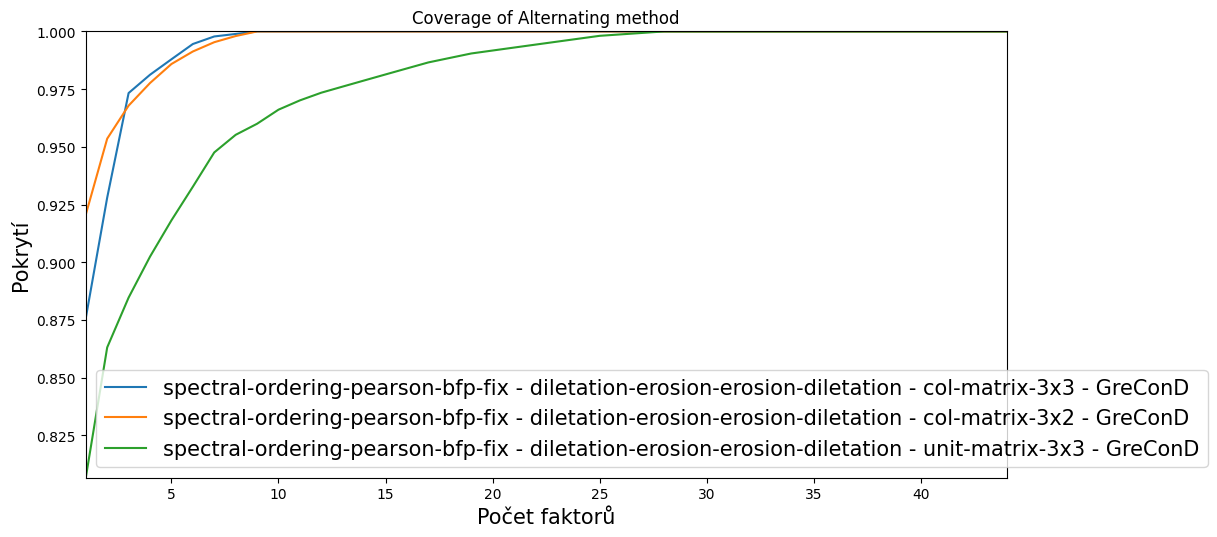 Coverage of Alternating method
1.000
0.975
0.950
0.925
0.900
0.875
0.850
0.825
Pokrytí
spectral-ordering-pearson-bfp-fix - diletation-erosion-erosion-diletation - col-matrix-3x3 - GreConD
spectral-ordering-pearson-bfp-fix - diletation-erosion-erosion-diletation - col-matrix-3x2 - GreConD
spectral-ordering-pearson-bfp-fix - diletation-erosion-erosion-diletation - unit-matrix-3x3 - GreConD
5 10 15 20 25 30 35 40
Počet faktorů